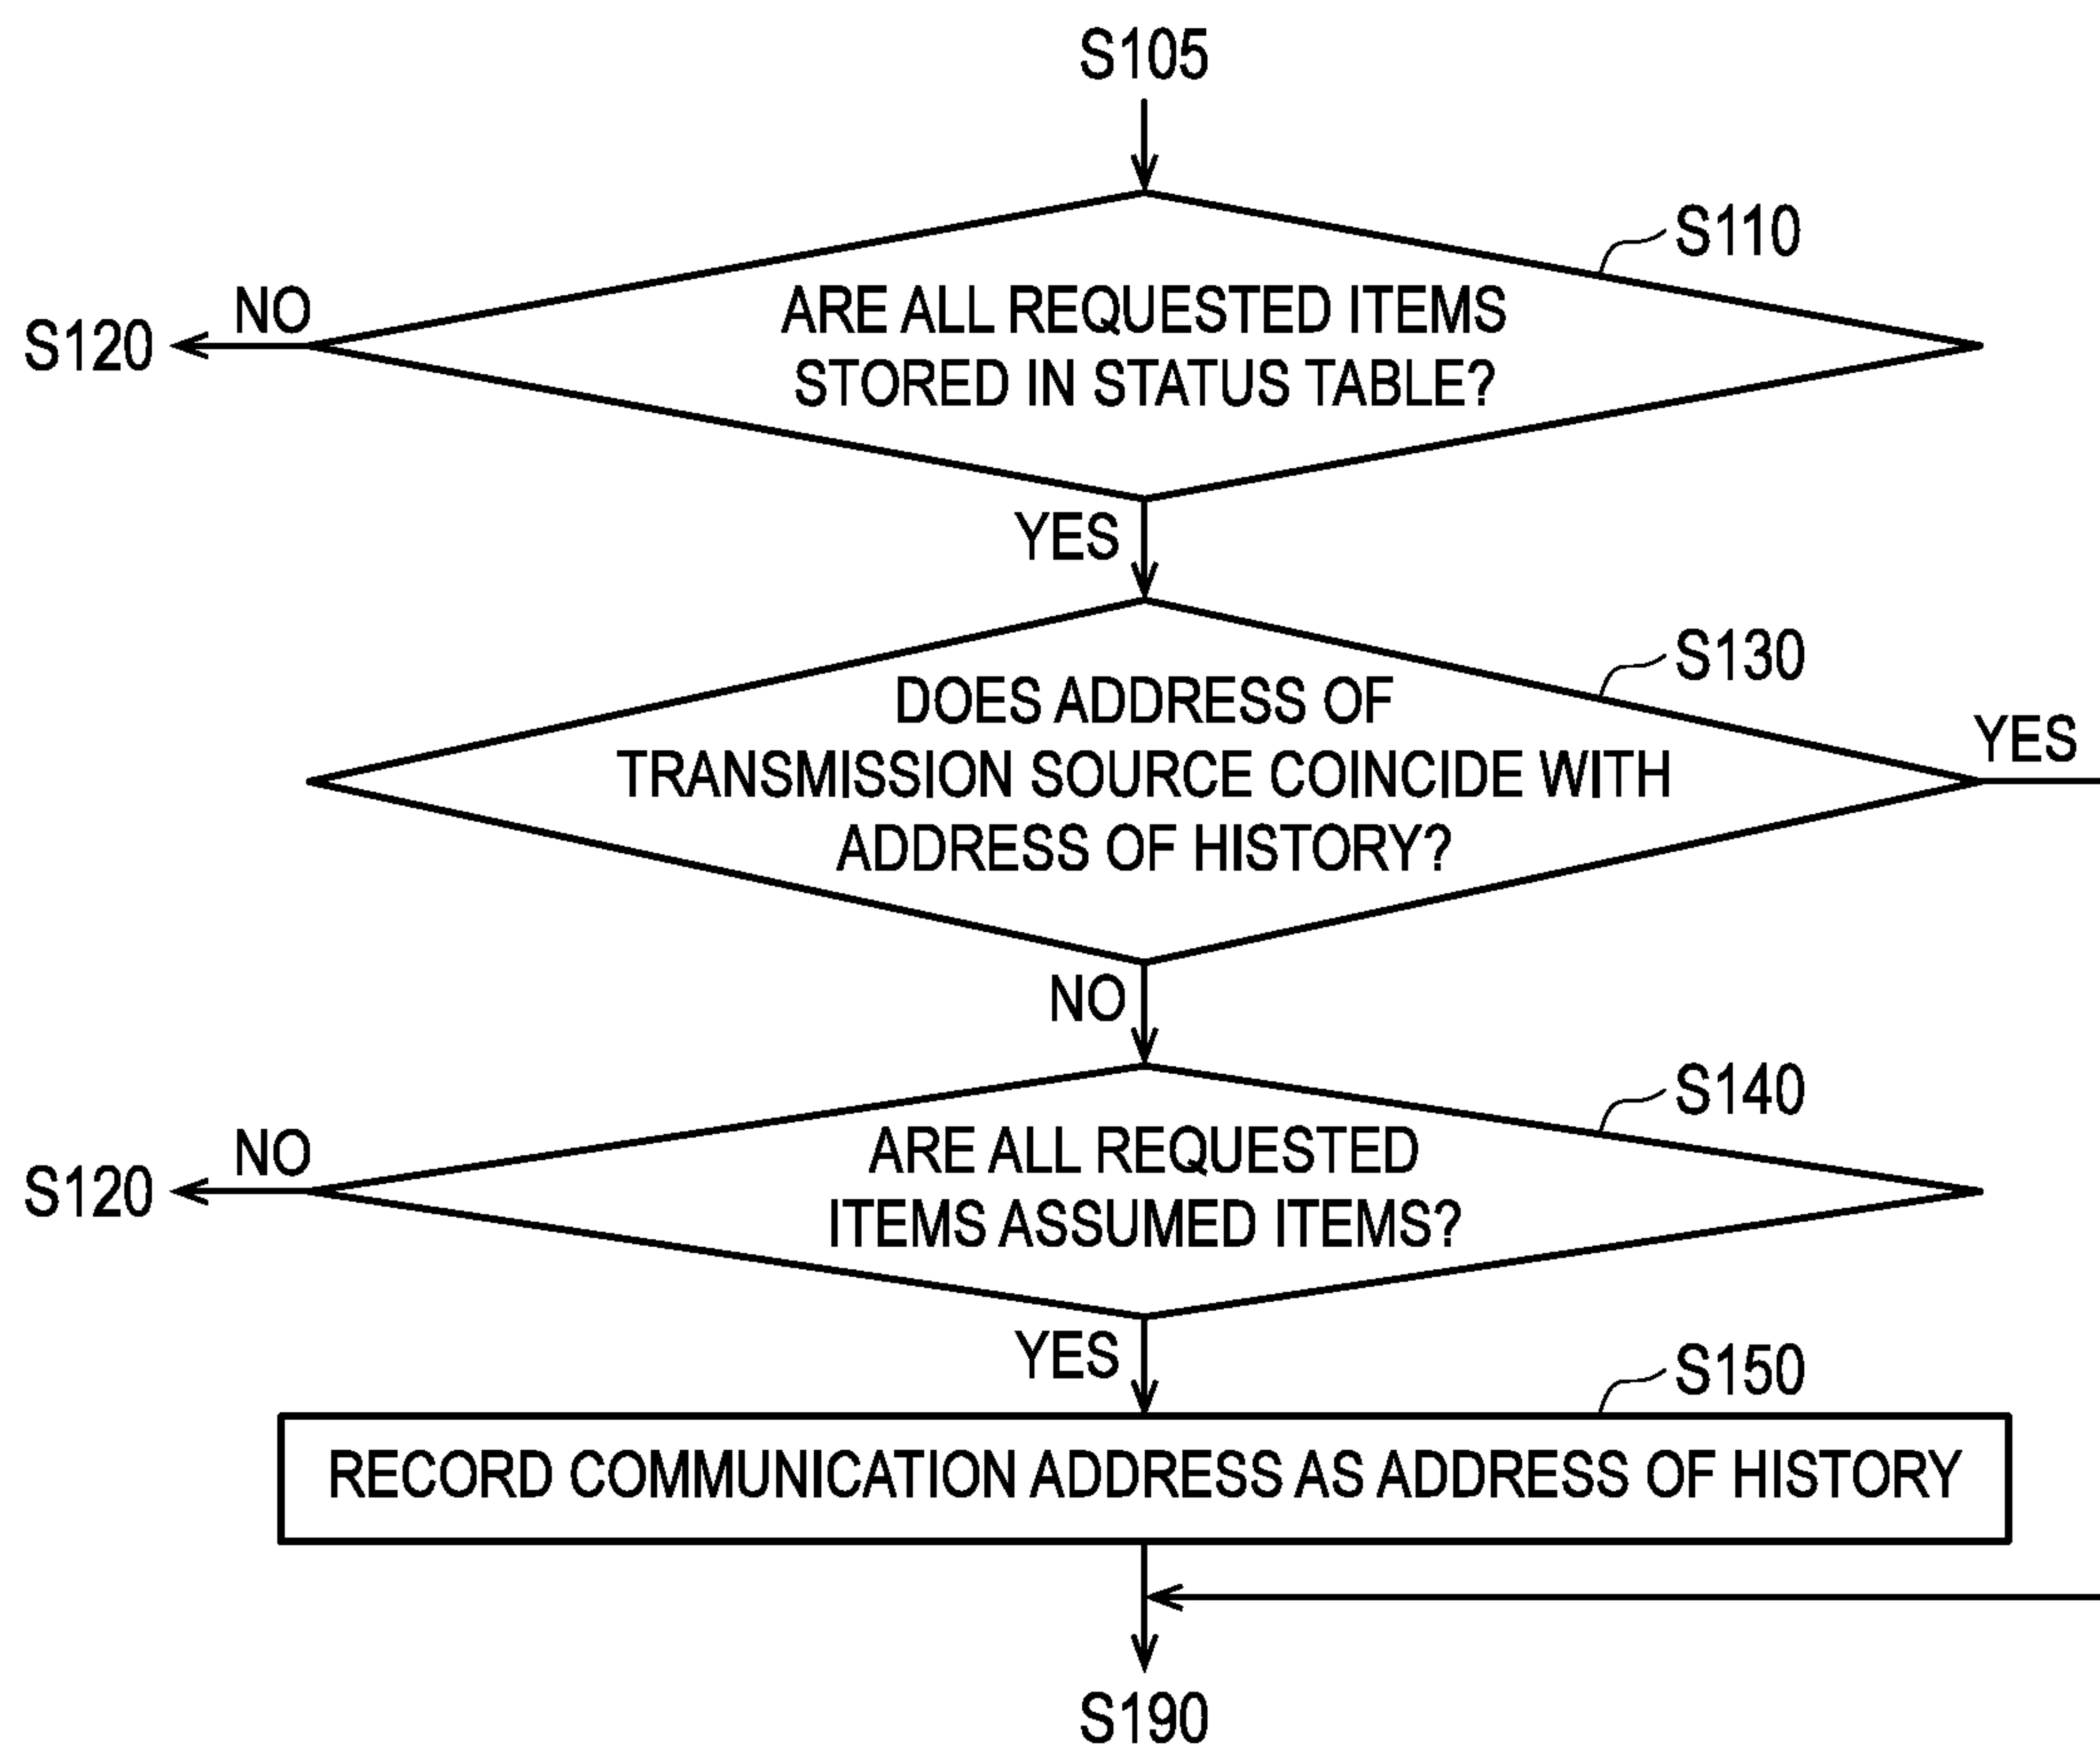 S105
S110
ARE ALL REQUESTED ITEMS
STORED IN STATUS TABLE?
NO
S120
YES
S130
DOES ADDRESS OF
TRANSMISSION SOURCE COINCIDE WITH
ADDRESS OF HISTORY?
YES
NO
S140
ARE ALL REQUESTED
ITEMS ASSUMED ITEMS?
NO
S120
YES
S150
RECORD COMMUNICATION ADDRESS AS ADDRESS OF HISTORY
S190